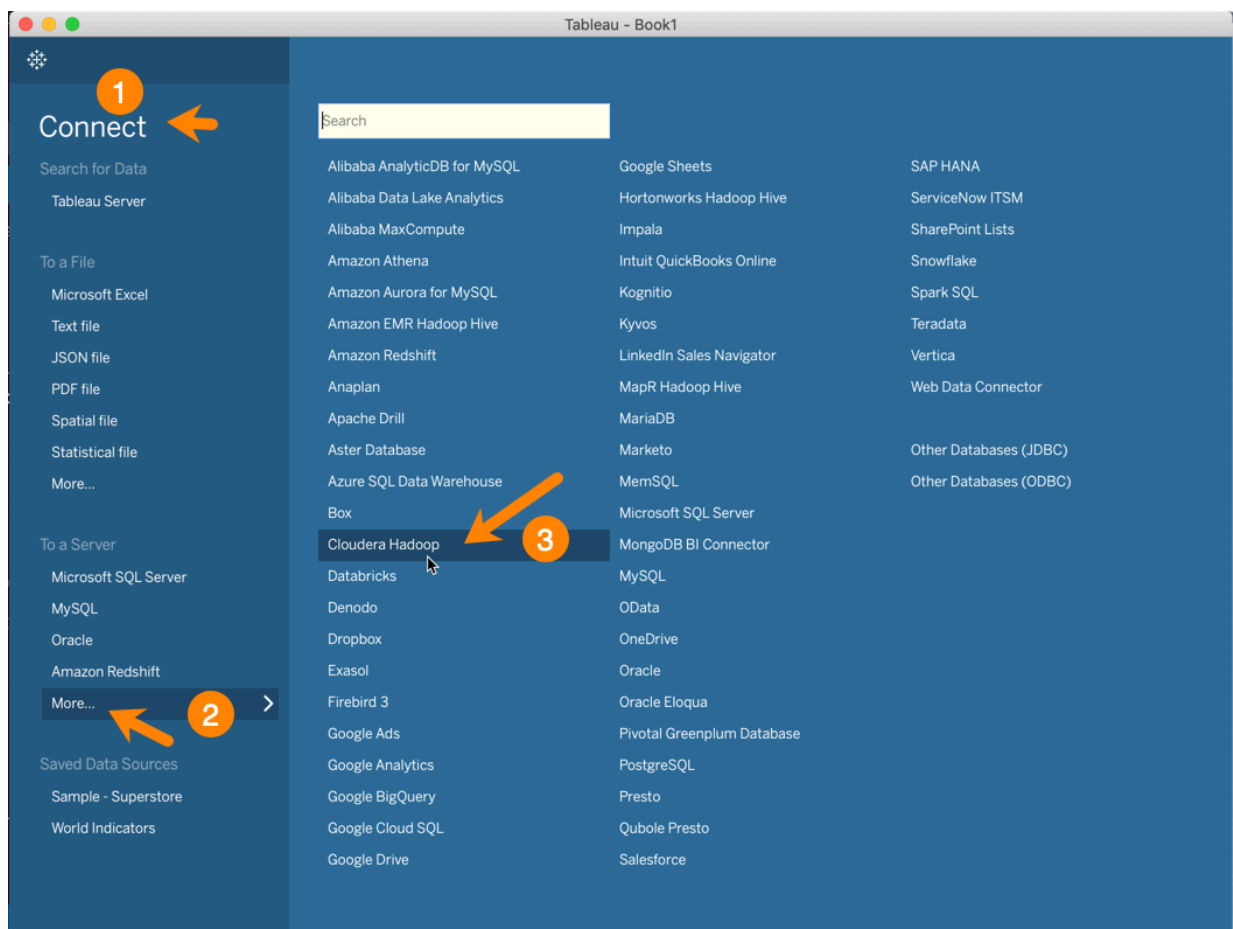 Tableau - Book1
1
Connect
Search for Data
Tableau Server
To a File
Microsoft Excel
Text file
JSON file
PDF file
Spatial file
Statistical file
More...
To a Server
Microsoft SQL Server
MySQL
Oracle
Amazon Redshift
More...
2
Saved Data Sources
Sample - Superstore
World Indicators
Search
Alibaba AnalyticDB for MySQL
Alibaba Data Lake Analytics
Alibaba MaxCompute
Amazon Athena
Amazon Aurora for MySQL
Amazon EMR Hadoop Hive
Amazon Redshift
Anaplan
Apache Drill
Aster Database
Azure SQL Data Warehouse
Box
Cloudera Hadoop
3
Databricks
Denodo
Dropbox
Exasol
Firebird 3
Google Ads
Google Analytics
Google BigQuery
Google Cloud SQL
Google Drive
Google Sheets
Hortonworks Hadoop Hive
Impala
Intuit QuickBooks Online
Kognitio
Kyvos
LinkedIn Sales Navigator
MapR Hadoop Hive
MariaDB
Marketo
MemSQL
Microsoft SQL Server
MongoDB BI Connector
MySQL
OData
OneDrive
Oracle
Oracle Eloqua
Pivotal Greenplum Database
PostgreSQL
Presto
Qubole Presto
Salesforce
SAP HANA
ServiceNow ITSM
SharePoint Lists
Snowflake
Spark SQL
Teradata
Vertica
Web Data Connector
Other Databases (JDBC)
Other Databases (ODBC)